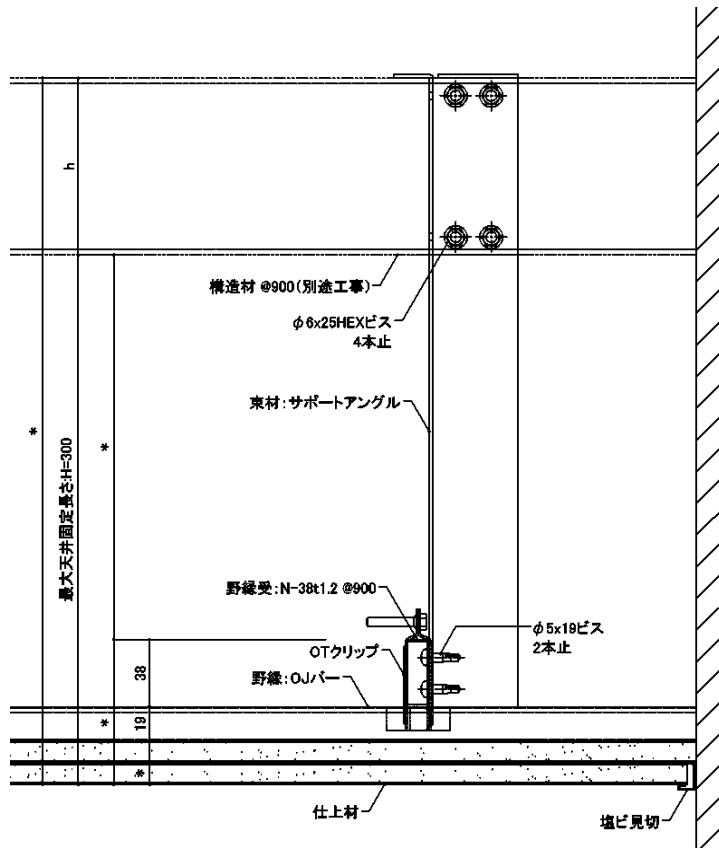 h
構造材 @900(別途工事)
φ6x25HEXビス
4本止
束材:サポートアングル
*
*
最大天井固定長さ:H=300
野縁受:N-38t1.2 @900
φ5x19ビス
2本止
OTクリップ
38
野縁:OJバー
*
19
*
仕上材
塩ビ見切